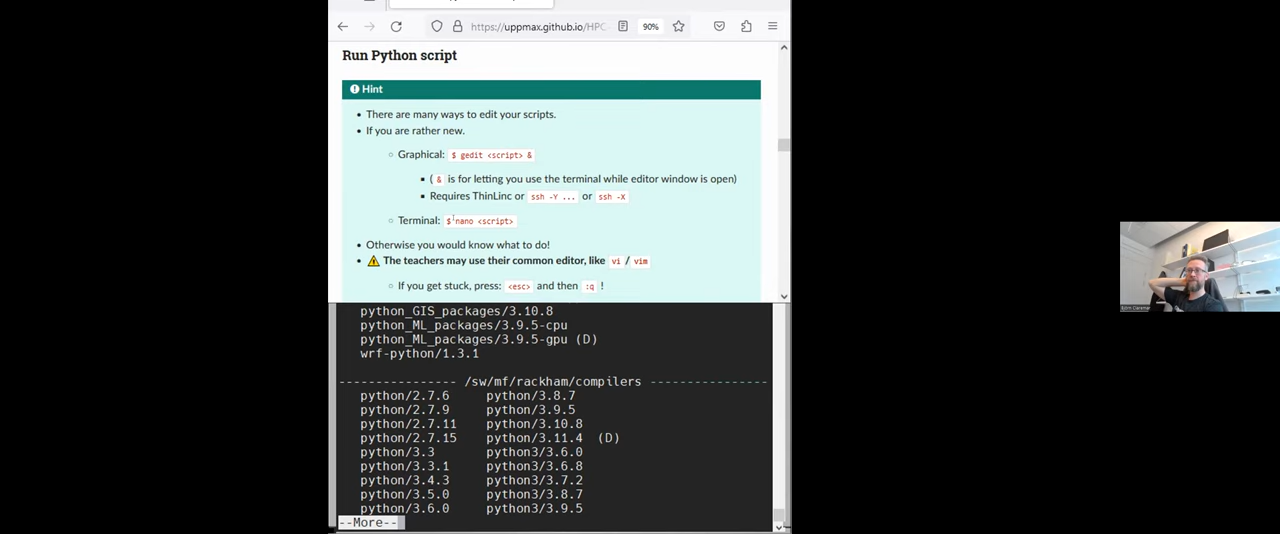 https://uppmax.github.io/HPC
90%
Run Python script
Hint
There are many ways to edit your scripts.
If you are rather new.
Graphical: $ gedit <script> &
( & is for letting you use the terminal while editor window is open)
Requires ThinLinc or ssh -Y ... or ssh -X
Terminal: $ nano <script>
Otherwise you would know what to do!
The teachers may use their common editor, like vi / vim
If you get stuck, press: <esc> and then :q !
python_GIS_packages/3.10.8
python_ML_packages/3.9.5-cpu
python_ML_packages/3.9.5-gpu (D)
wrf-python/1.3.1
---------------- /sw/mf/rackham/compilers ----------------
python/2.7.6 python/3.8.7
python/2.7.9 python/3.9.5
python/2.7.11 python/3.10.8
python/2.7.15 python/3.11.4 (D)
python/3.3 python3/3.6.0
python/3.3.1 python3/3.6.8
python/3.4.3 python3/3.7.2
python/3.5.0 python3/3.8.7
python/3.6.0 python3/3.9.5
--More--